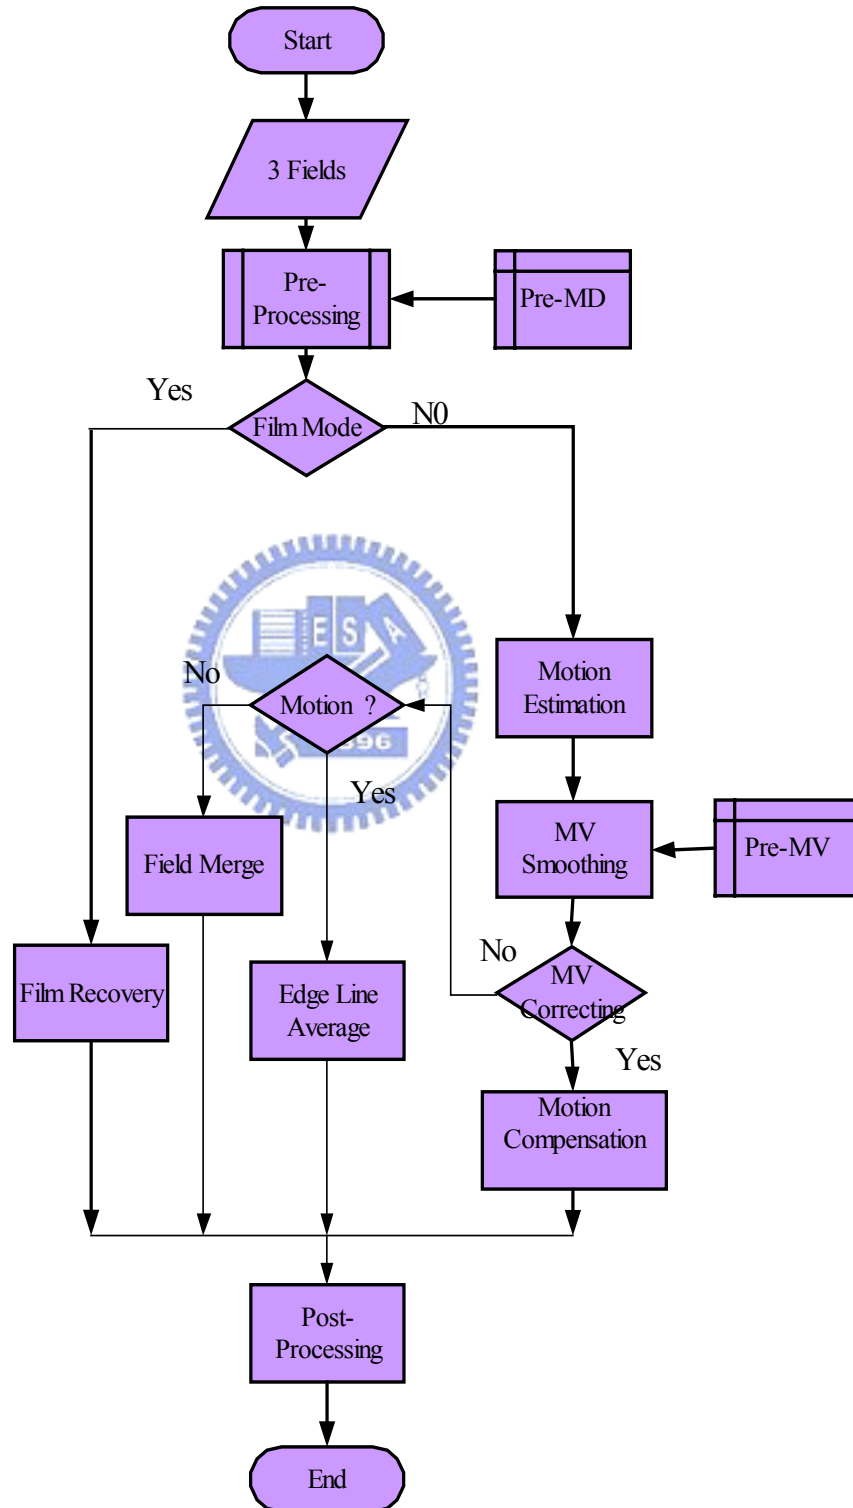 Start
3 Fields
Pre-
Processing
Pre-MD
Yes
Film Mode
N0
E S A
No
Motion ?
Motion
Estimation
1896
Yes
Field Merge
MV
Smoothing
Pre-MV
Film Recovery
Edge Line
Average
No
MV
Correcting
Yes
Motion
Compensation
Post-
Processing
End